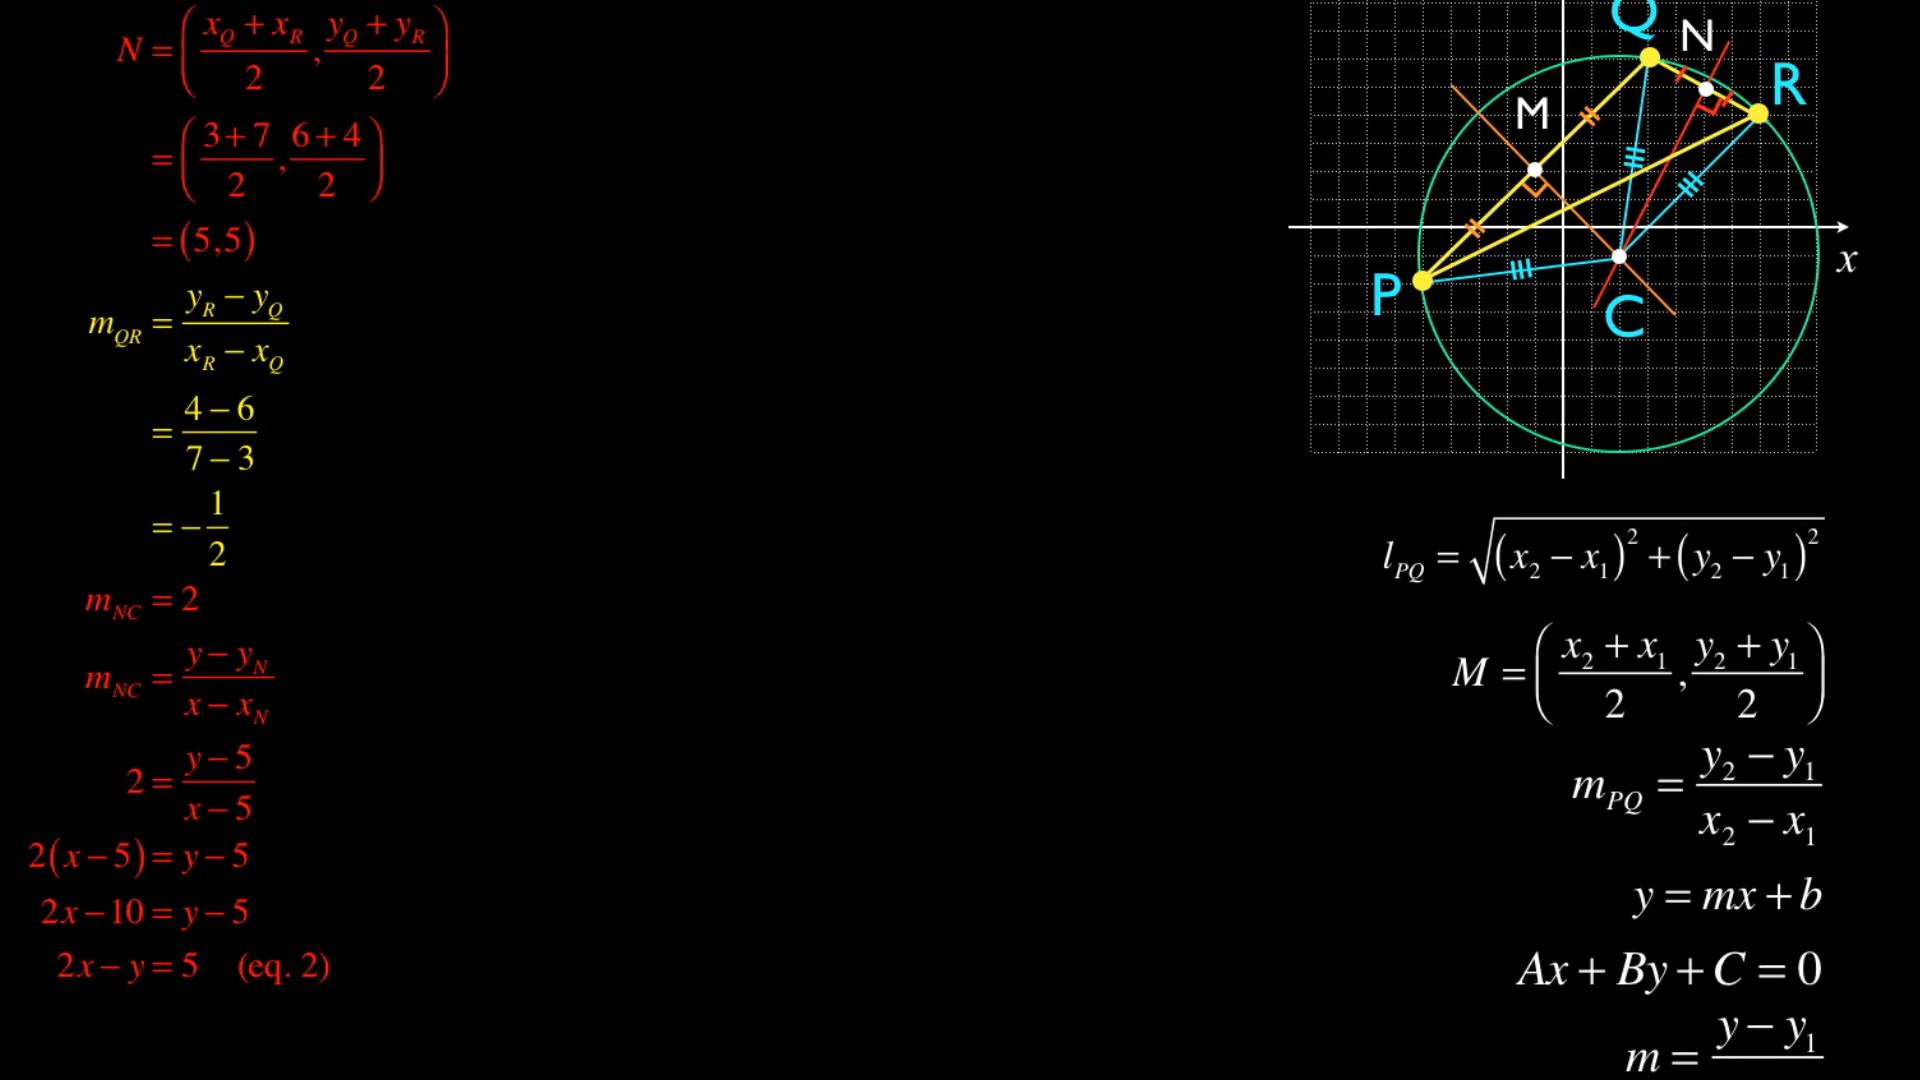 N = ( (x_Q + x_R)/2 , (y_Q + y_R)/2 )
= ( (3+7)/2 , (6+4)/2 )
= (5,5)
m_QR = (y_R − y_Q)/(x_R − x_Q)
= (4−6)/(7−3)
= −1/2
m_NC = 2
m_NC = (y − y_N)/(x − x_N)
2 = (y−5)/(x−5)
2(x−5) = y−5
2x−10 = y−5
2x−y = 5 (eq. 2)
Q
N
R
M
x
P
C
l_PQ = √((x_2 − x_1)^2 + (y_2 − y_1)^2)
M = ( (x_2 + x_1)/2 , (y_2 + y_1)/2 )
m_PQ = (y_2 − y_1)/(x_2 − x_1)
y = mx + b
Ax + By + C = 0
m = y − y_1